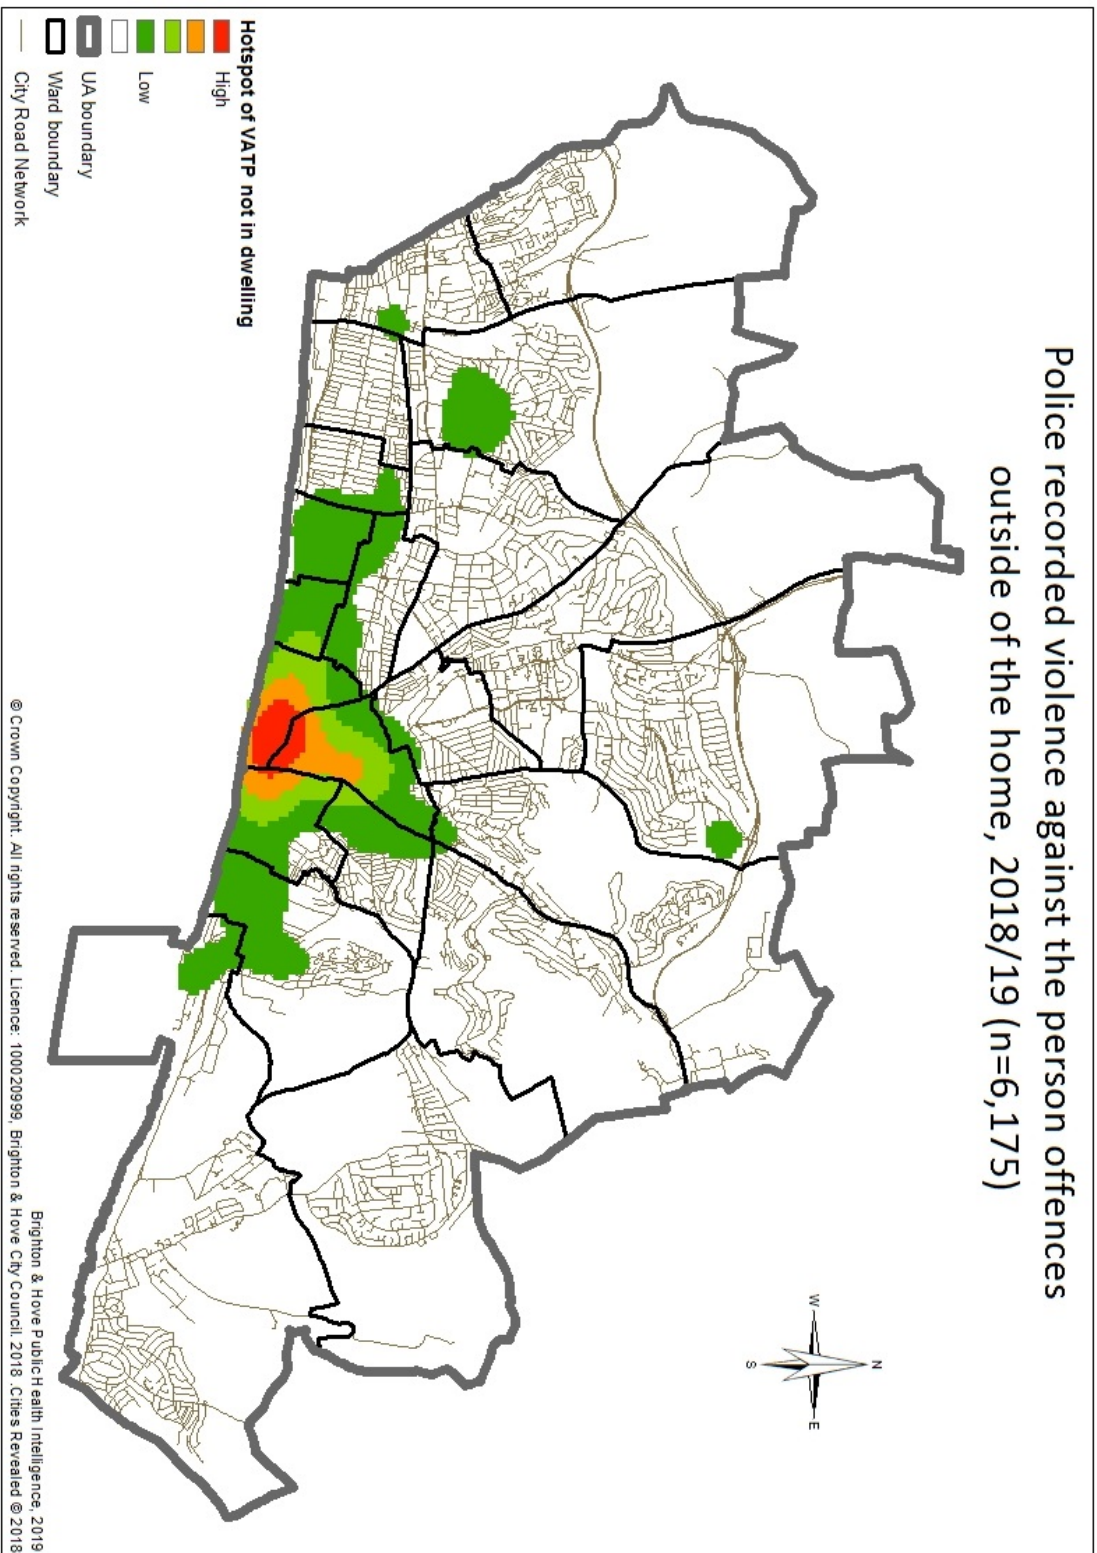 Police recorded violence against the person offences
outside of the home, 2018/19 (n=6,175)
N
W
E
S
Hotspot of VATP not in dwelling
High
Low
UA boundary
Ward boundary
City Road Network
Brighton & Hove Public Health Intelligence, 2019
© Crown Copyright. All rights reserved. Licence: 100020999, Brighton & Hove City Council. 2018 .Cities Revealed © 2018